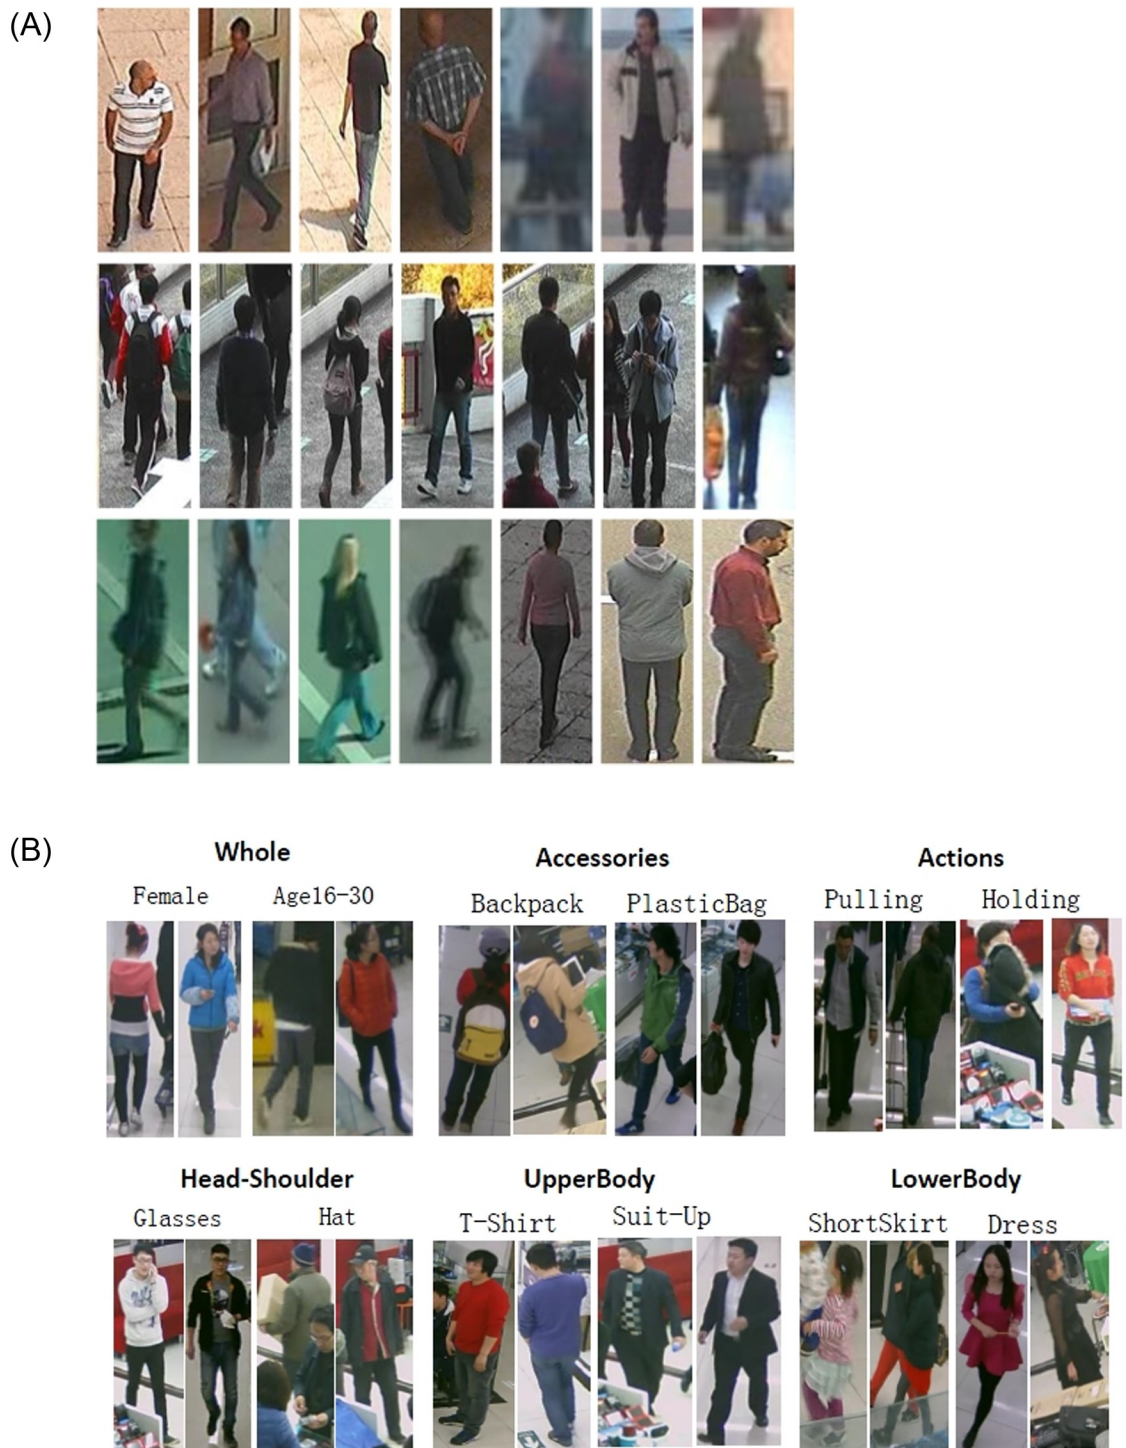 (A)
(B)
Whole
Accessories
Actions
Female
Age16-30
Backpack
PlasticBag
Pulling
Holding
Head-Shoulder
UpperBody
LowerBody
Glasses
Hat
T-Shirt
Suit-Up
ShortSkirt
Dress